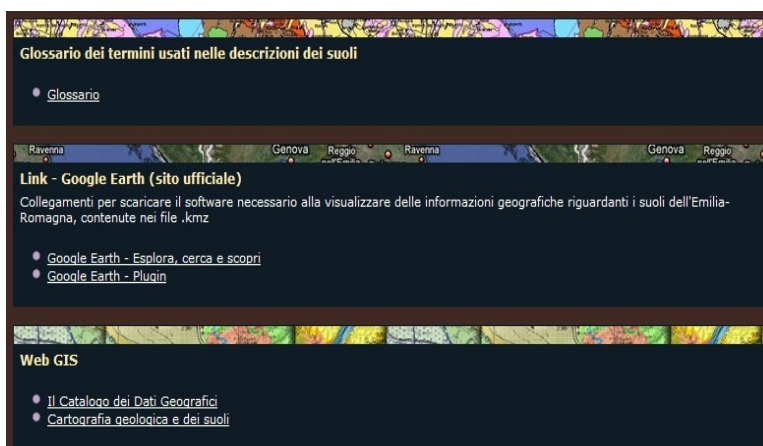 Glossario dei termini usati nelle descrizioni dei suoli
Glossario
Ravenna Genova Reggio Ravenna Genova Reggio
Link - Google Earth (sito ufficiale)
Collegamenti per scaricare il software necessario alla visualizzare delle informazioni geografiche riguardanti i suoli dell'Emilia-
Romagna, contenute nei file .kmz
Google Earth - Esplora, cerca e scopri
Google Earth - Plugin
Web GIS
Il Catalogo dei Dati Geografici
Cartografia geologica e dei suoli